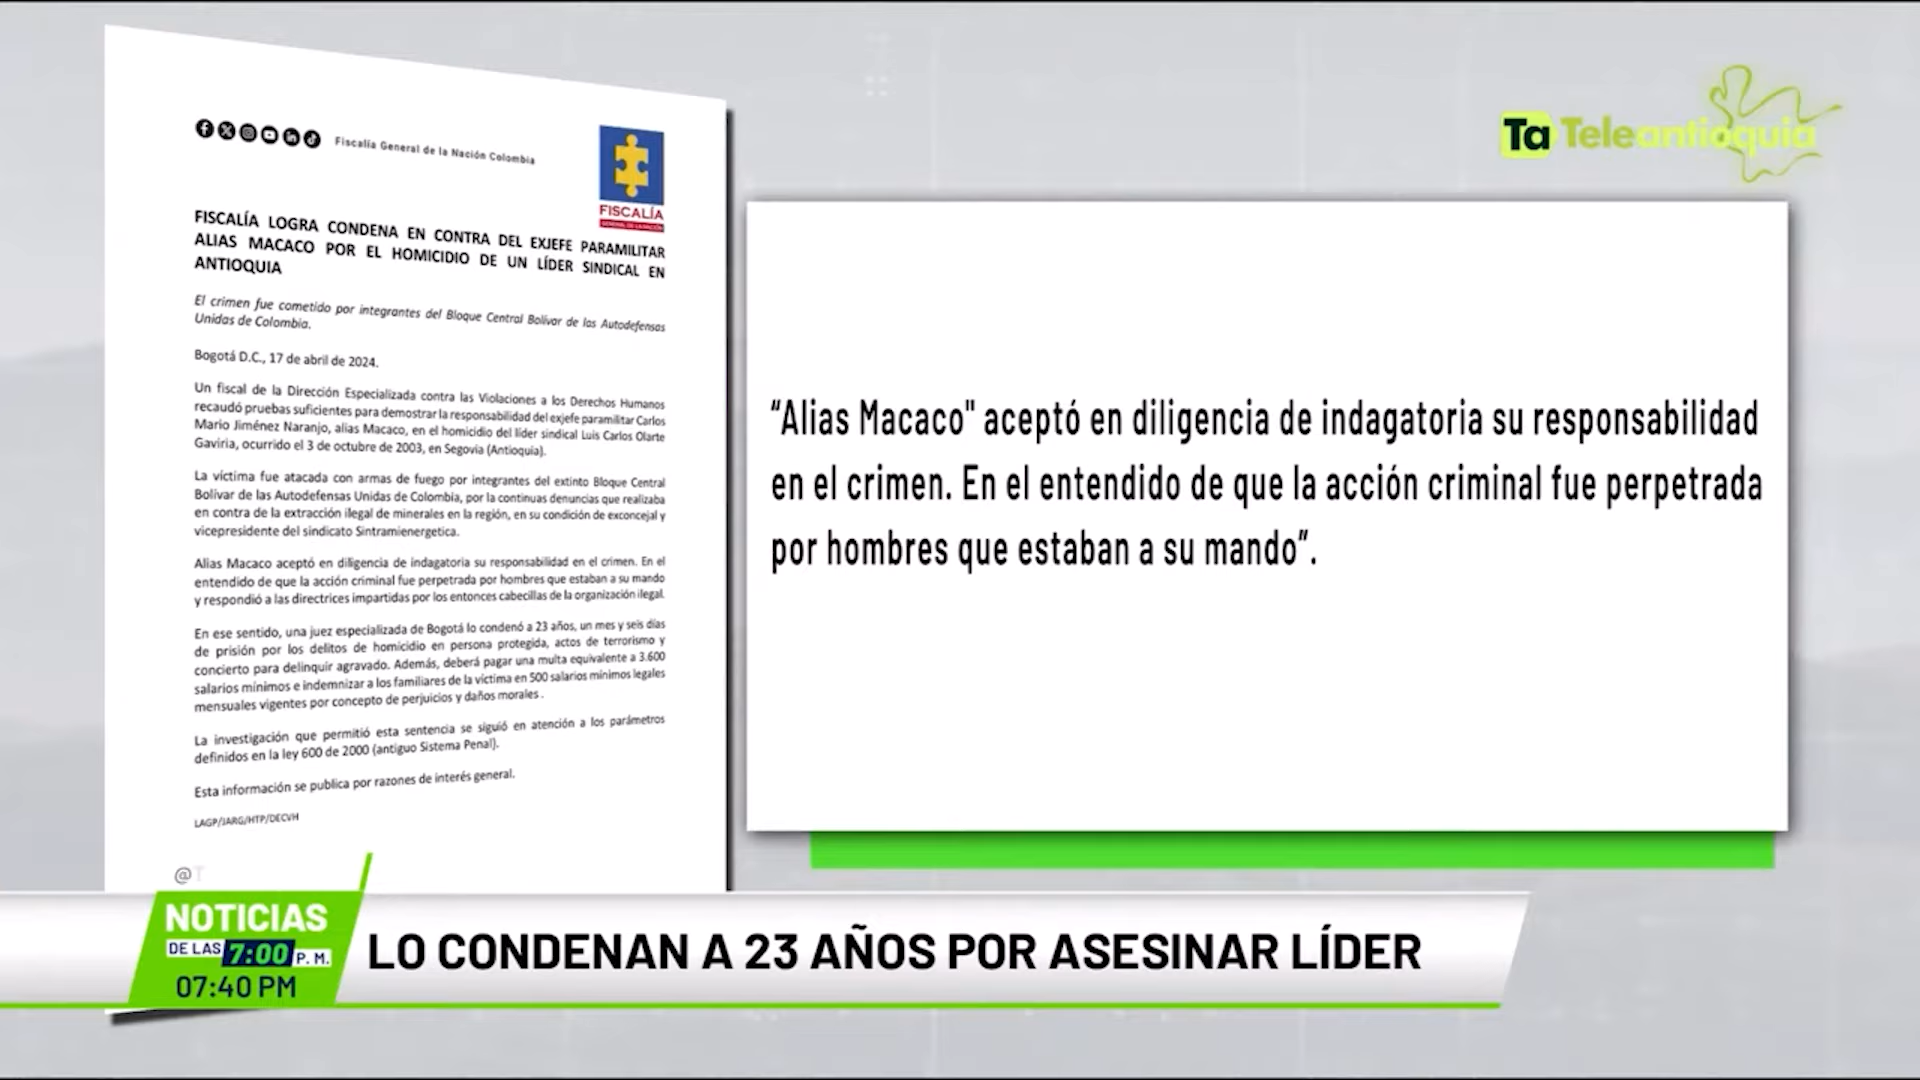 Fiscalía General de la Nación Colombia
FISCALÍA
GENERAL DE LA NACIÓN
FISCALÍA LOGRA CONDENA EN CONTRA DEL EXJEFE PARAMILITAR
ALIAS MACACO POR EL HOMICIDIO DE UN LÍDER SINDICAL EN
ANTIOQUIA
El crimen fue cometido por integrantes del Bloque Central Bolívar de las Autodefensas
Unidas de Colombia.
Bogotá D.C., 17 de abril de 2024.
Un fiscal de la Dirección Especializada contra las Violaciones a los Derechos Humanos
recaudó pruebas suficientes para demostrar la responsabilidad del exjefe paramilitar Carlos
Mario Jiménez Naranjo, alias Macaco, en el homicidio del líder sindical Luis Carlos Olarte
Gaviria, ocurrido el 3 de octubre de 2003, en Segovia (Antioquia).
La víctima fue atacada con armas de fuego por integrantes del extinto Bloque Central
Bolívar de las Autodefensas Unidas de Colombia, por la continuas denuncias que realizaba
en contra de la extracción ilegal de minerales en la región, en su condición de exconcejal y
vicepresidente del sindicato Sintramienergetica.
Alias Macaco aceptó en diligencia de indagatoria su responsabilidad en el crimen. En el
entendido de que la acción criminal fue perpetrada por hombres que estaban a su mando
y respondió a las directrices impartidas por los entonces cabecillas de la organización ilegal.
En ese sentido, una juez especializada de Bogotá lo condenó a 23 años, un mes y seis días
de prisión por los delitos de homicidio en persona protegida, actos de terrorismo y
concierto para delinquir agravado. Además, deberá pagar una multa equivalente a 3.600
salarios mínimos e indemnizar a los familiares de la víctima en 500 salarios mínimos legales
mensuales vigentes por concepto de perjuicios y daños morales .
La investigación que permitió esta sentencia se siguió en atención a los parámetros
definidos en la ley 600 de 2000 (antiguo Sistema Penal).
Esta información se publica por razones de interés general.
LAGP/JARG/HTP/DECVH
@T
Ta Teleantioquia
“Alias Macaco" aceptó en diligencia de indagatoria su responsabilidad
en el crimen. En el entendido de que la acción criminal fue perpetrada
por hombres que estaban a su mando”.
NOTICIAS
DE LAS 7:00 P. M.
07:40 PM
LO CONDENAN A 23 AÑOS POR ASESINAR LÍDER